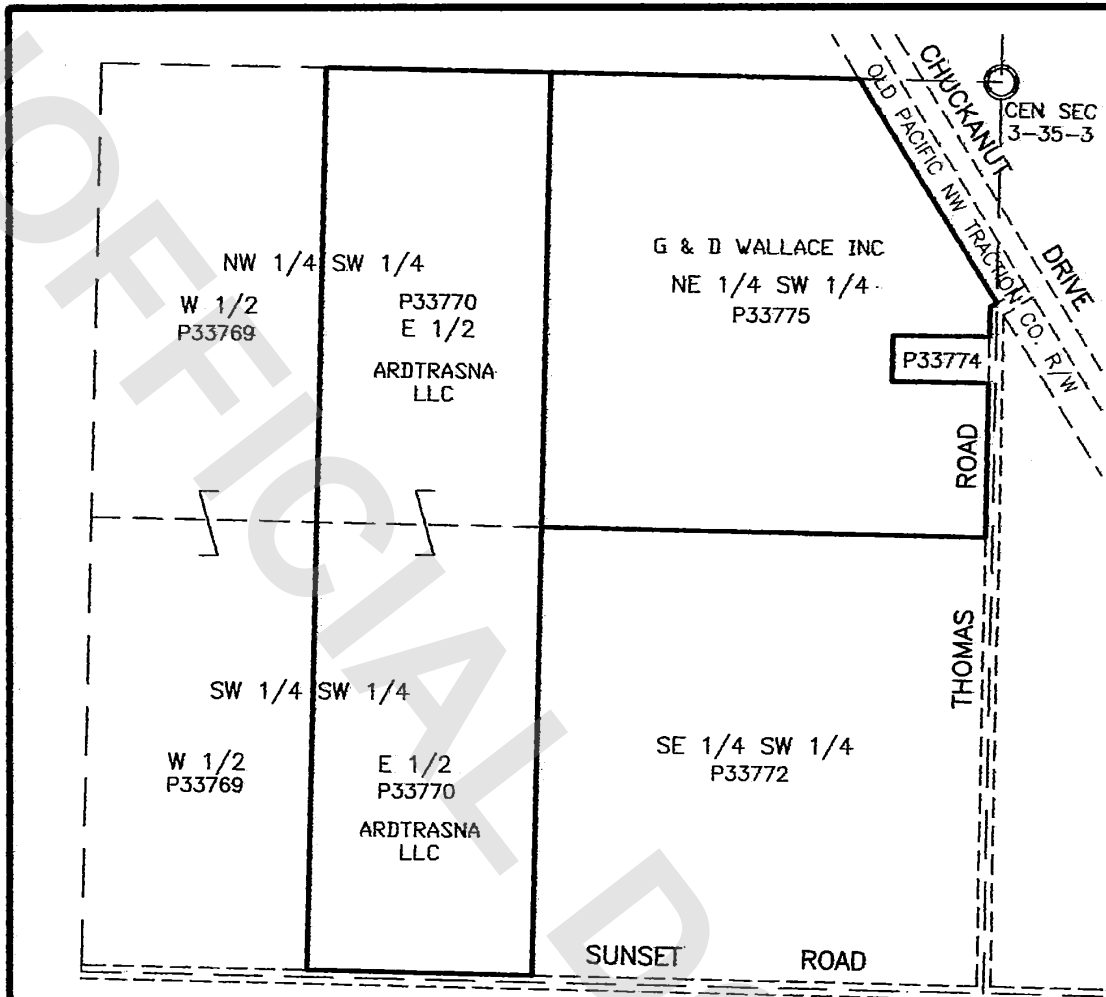 CHUCKANUT DRIVE
OLD PACIFIC NW TRACTION CO. R/W
CEN SEC
3-35-3
NW 1/4 SW 1/4
W 1/2
P33769
P33770
E 1/2
ARDTRASNA
LLC
G & D WALLACE INC
NE 1/4 SW 1/4
P33775
P33774
ROAD
THOMAS
SW 1/4 SW 1/4
W 1/2
P33769
E 1/2
P33770
ARDTRASNA
LLC
SE 1/4 SW 1/4
P33772
SUNSET ROAD
OFFICIAL D